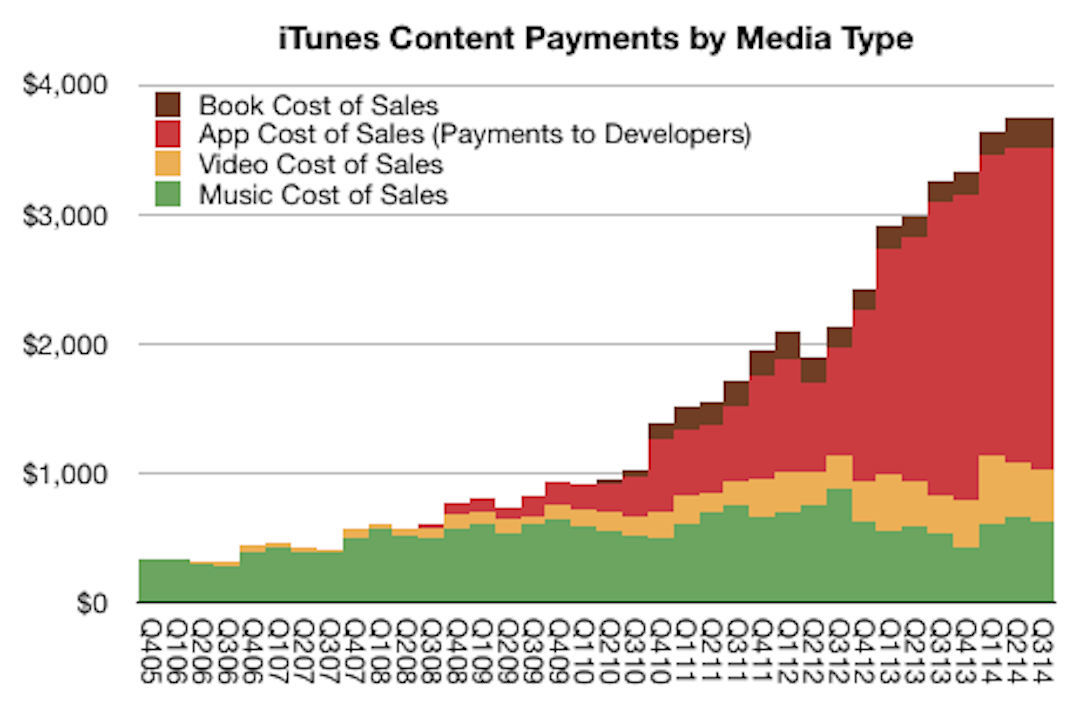 iTunes Content Payments by Media Type
$4,000
Book Cost of Sales
App Cost of Sales (Payments to Developers)
Video Cost of Sales
Music Cost of Sales
$3,000
$2,000
$1,000
$0
Q405
Q106
Q206
Q306
Q406
Q107
Q207
Q307
Q407
Q108
Q208
Q308
Q408
Q109
Q209
Q309
Q409
Q110
Q210
Q310
Q410
Q111
Q211
Q311
Q411
Q112
Q212
Q312
Q412
Q113
Q213
Q313
Q413
Q114
Q214
Q314